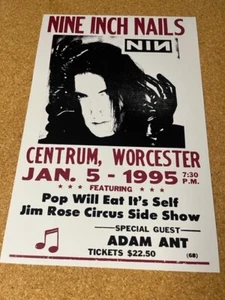 NINE INCH NAILS
NIИ
CENTRUM, WORCESTER
JAN. 5 - 1995 7:30 P.M.
*** FEATURING ***
Pop Will Eat It's Self
Jim Rose Circus Side Show
SPECIAL GUEST
ADAM ANT
TICKETS $22.50
(68)